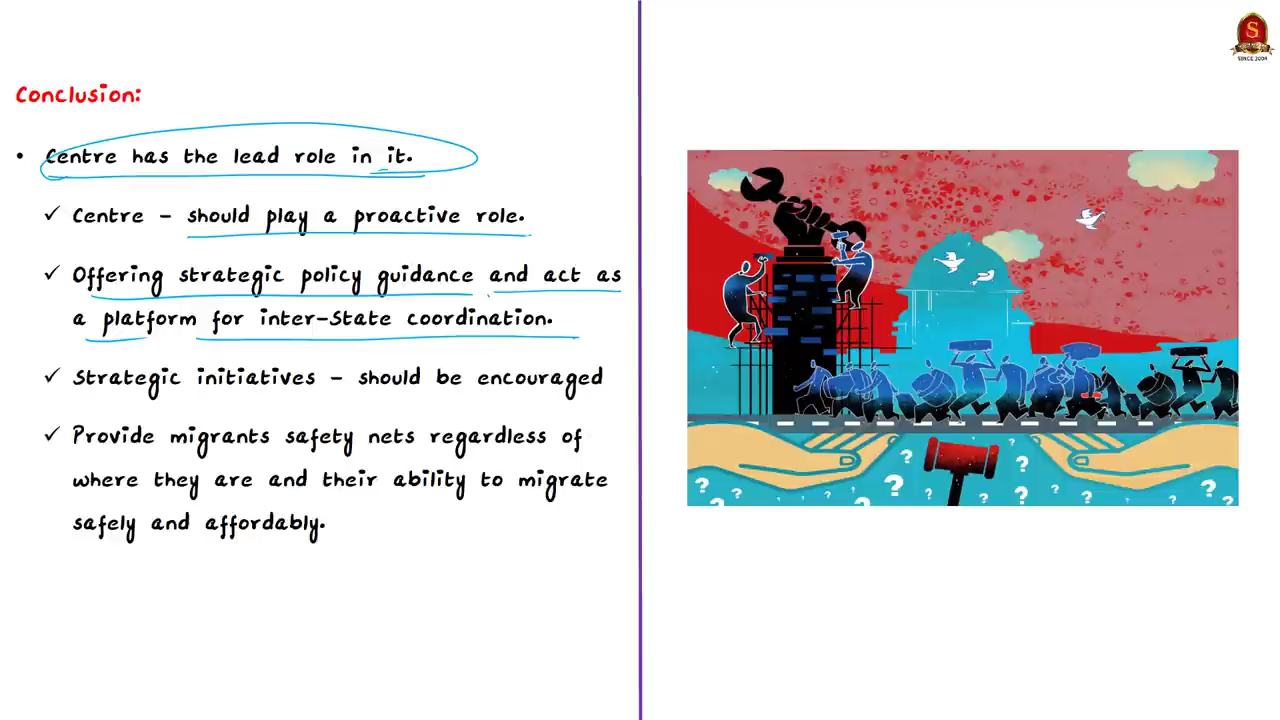 S
SINCE 2004
Conclusion:
• Centre has the lead role in it.
✓ Centre - should play a proactive role.
✓ Offering strategic policy guidance and act as
a platform for inter-State coordination.
✓ Strategic initiatives - should be encouraged
✓ Provide migrants safety nets regardless of
where they are and their ability to migrate
safely and affordably.
? ? ? ? ? ? ? ? ? ? ?